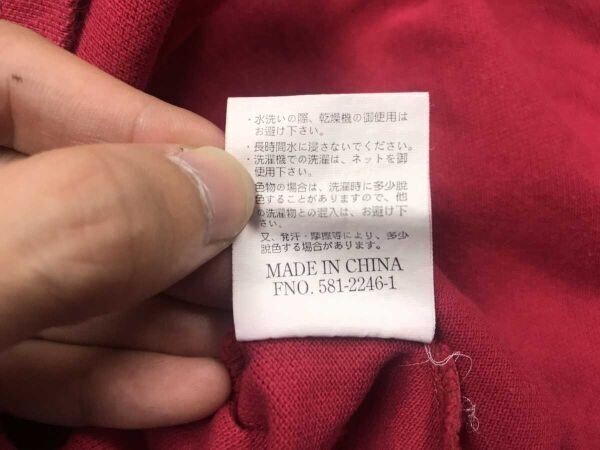 ・水洗いの際、乾燥機の御使用は
お避け下さい。
・長時間水に浸さないでください。
・洗濯機での洗濯は、ネットを御
使用下さい。
色物の場合は、洗濯時に多少脱
色することがありますので、他
の洗濯物との混入は、お避け下
さい。
又、発汗・摩擦等により、多少
脱色する場合があります。
MADE IN CHINA
FNO. 581-2246-1